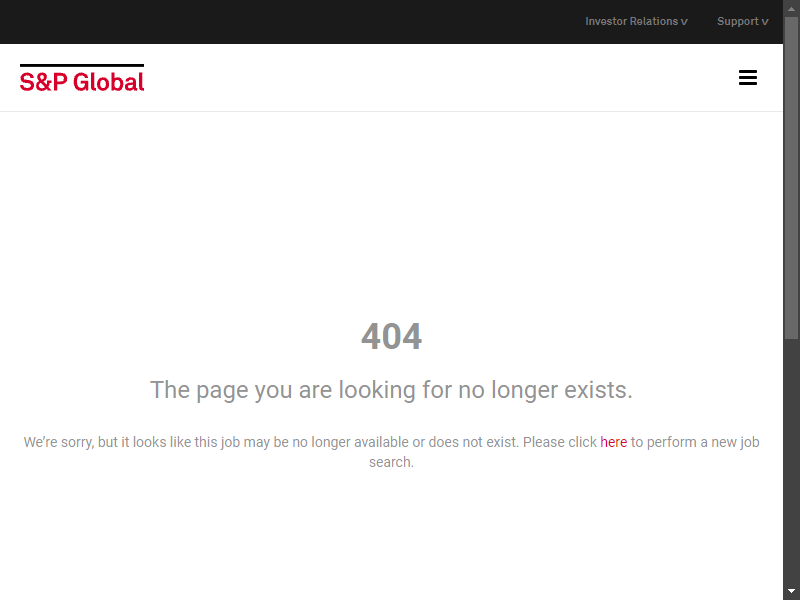 Investor Relations Support
S&P Global
404
The page you are looking for no longer exists.
We're sorry, but it looks like this job may be no longer available or does not exist. Please click here to perform a new job
search.